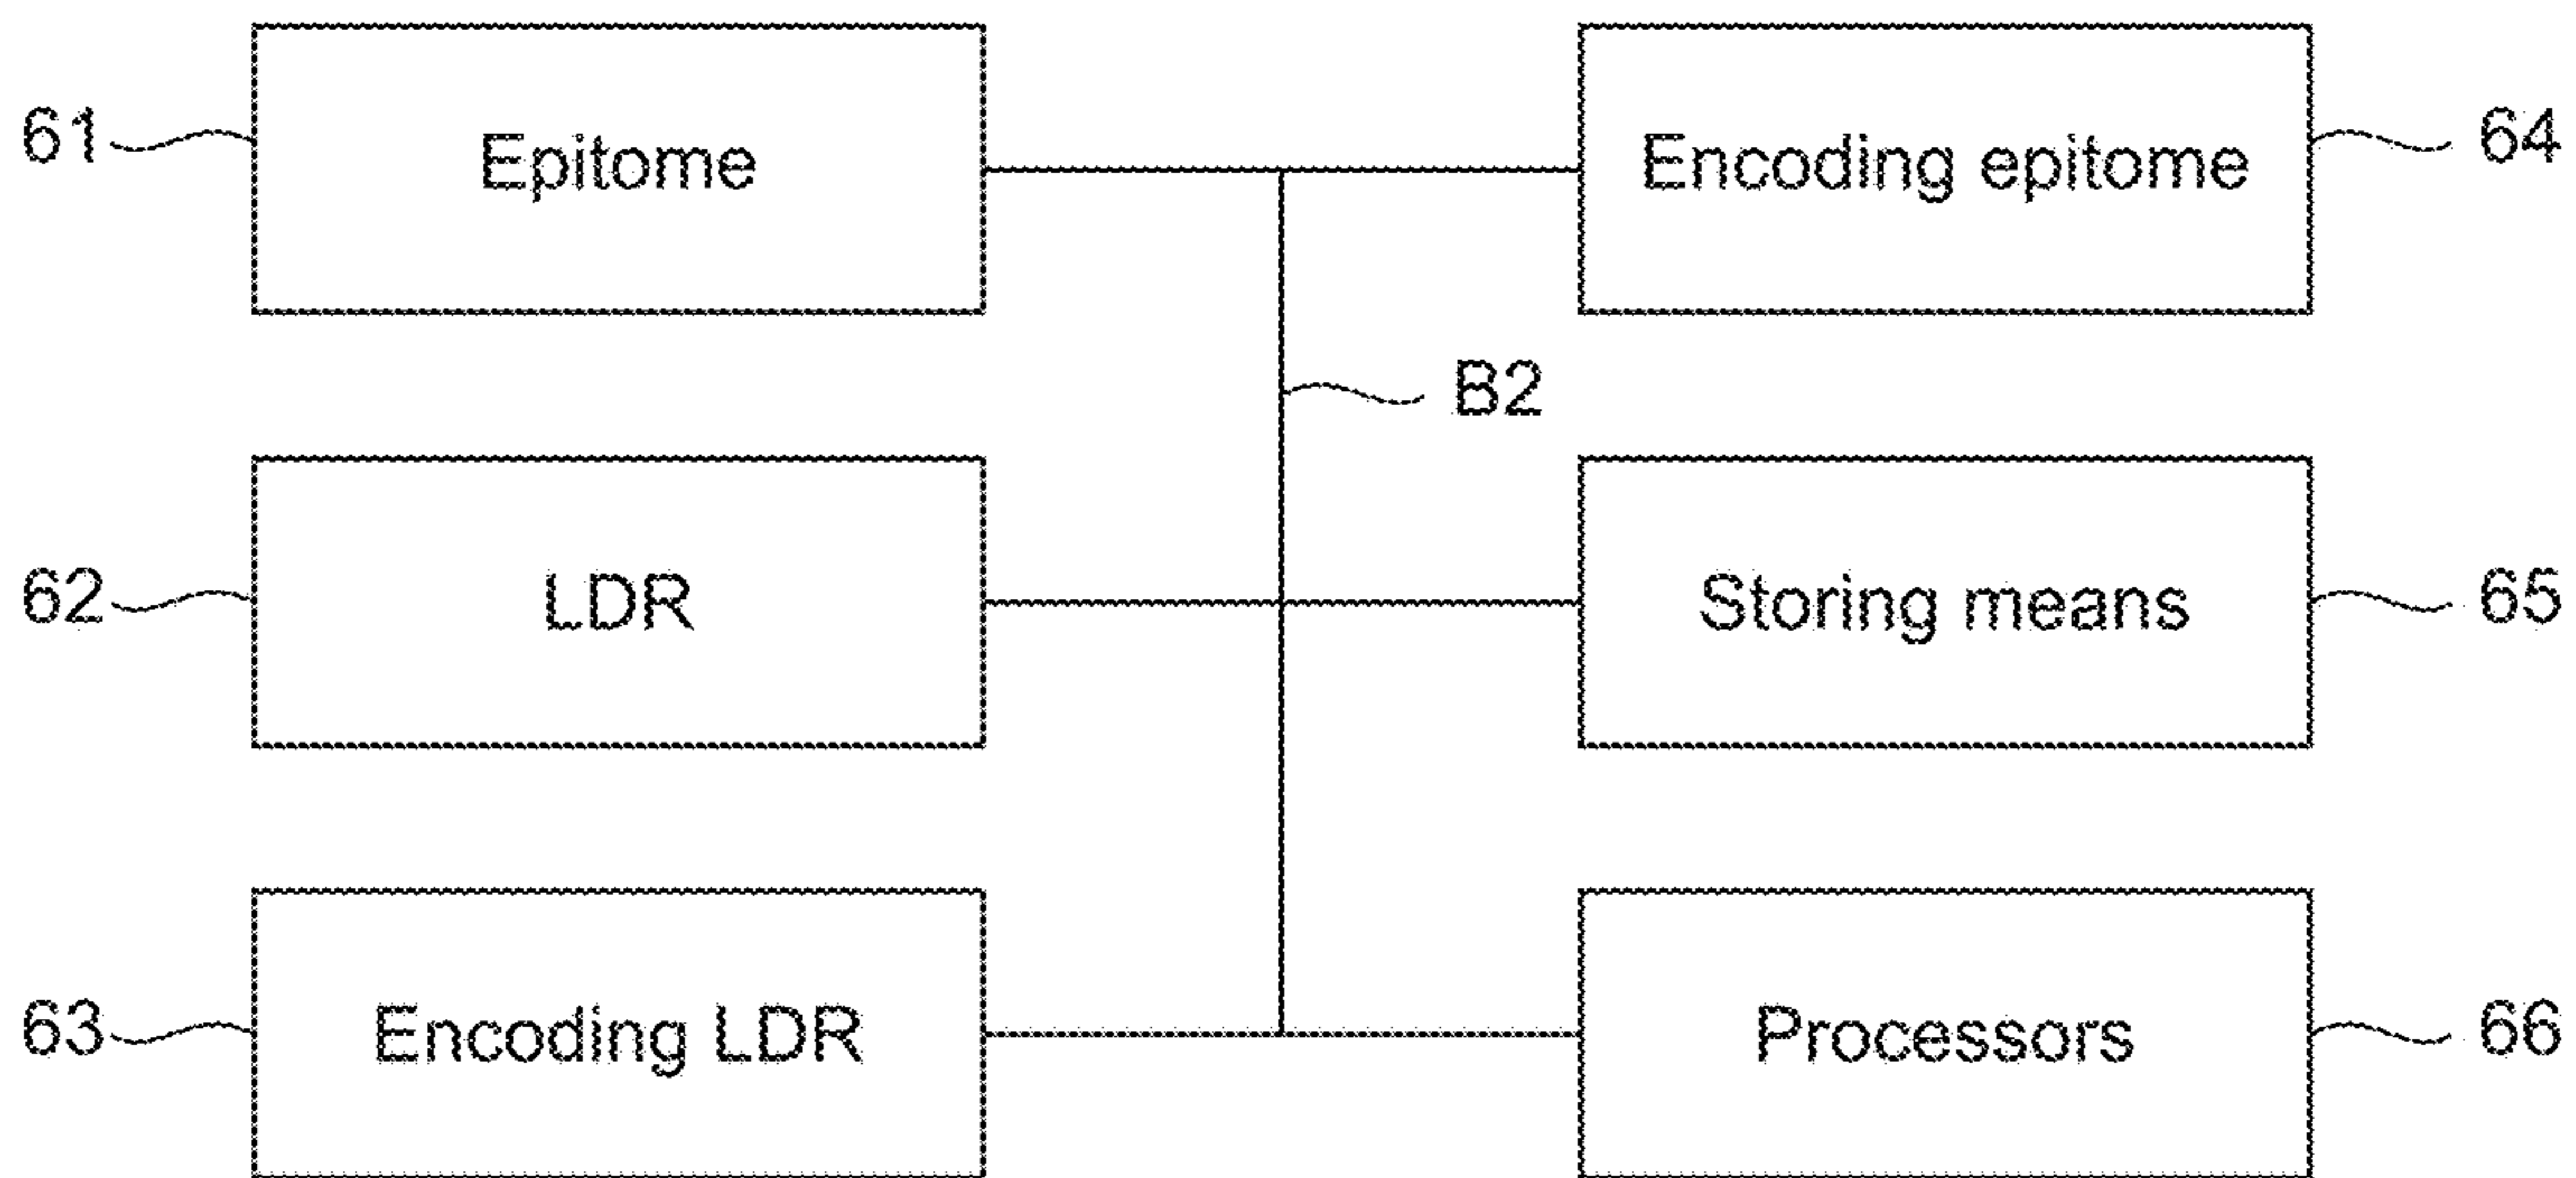 61
Epitome
Encoding epitome
64
B2
62
LDR
Storing means
65
63
Encoding LDR
Processors
66